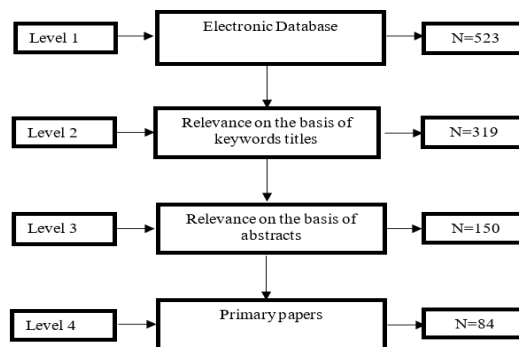 Level 1
Electronic Database
N=523
Level 2
Relevance on the basis of
keywords titles
N=319
Level 3
Relevance on the basis of
abstracts
N=150
Level 4
Primary papers
N=84